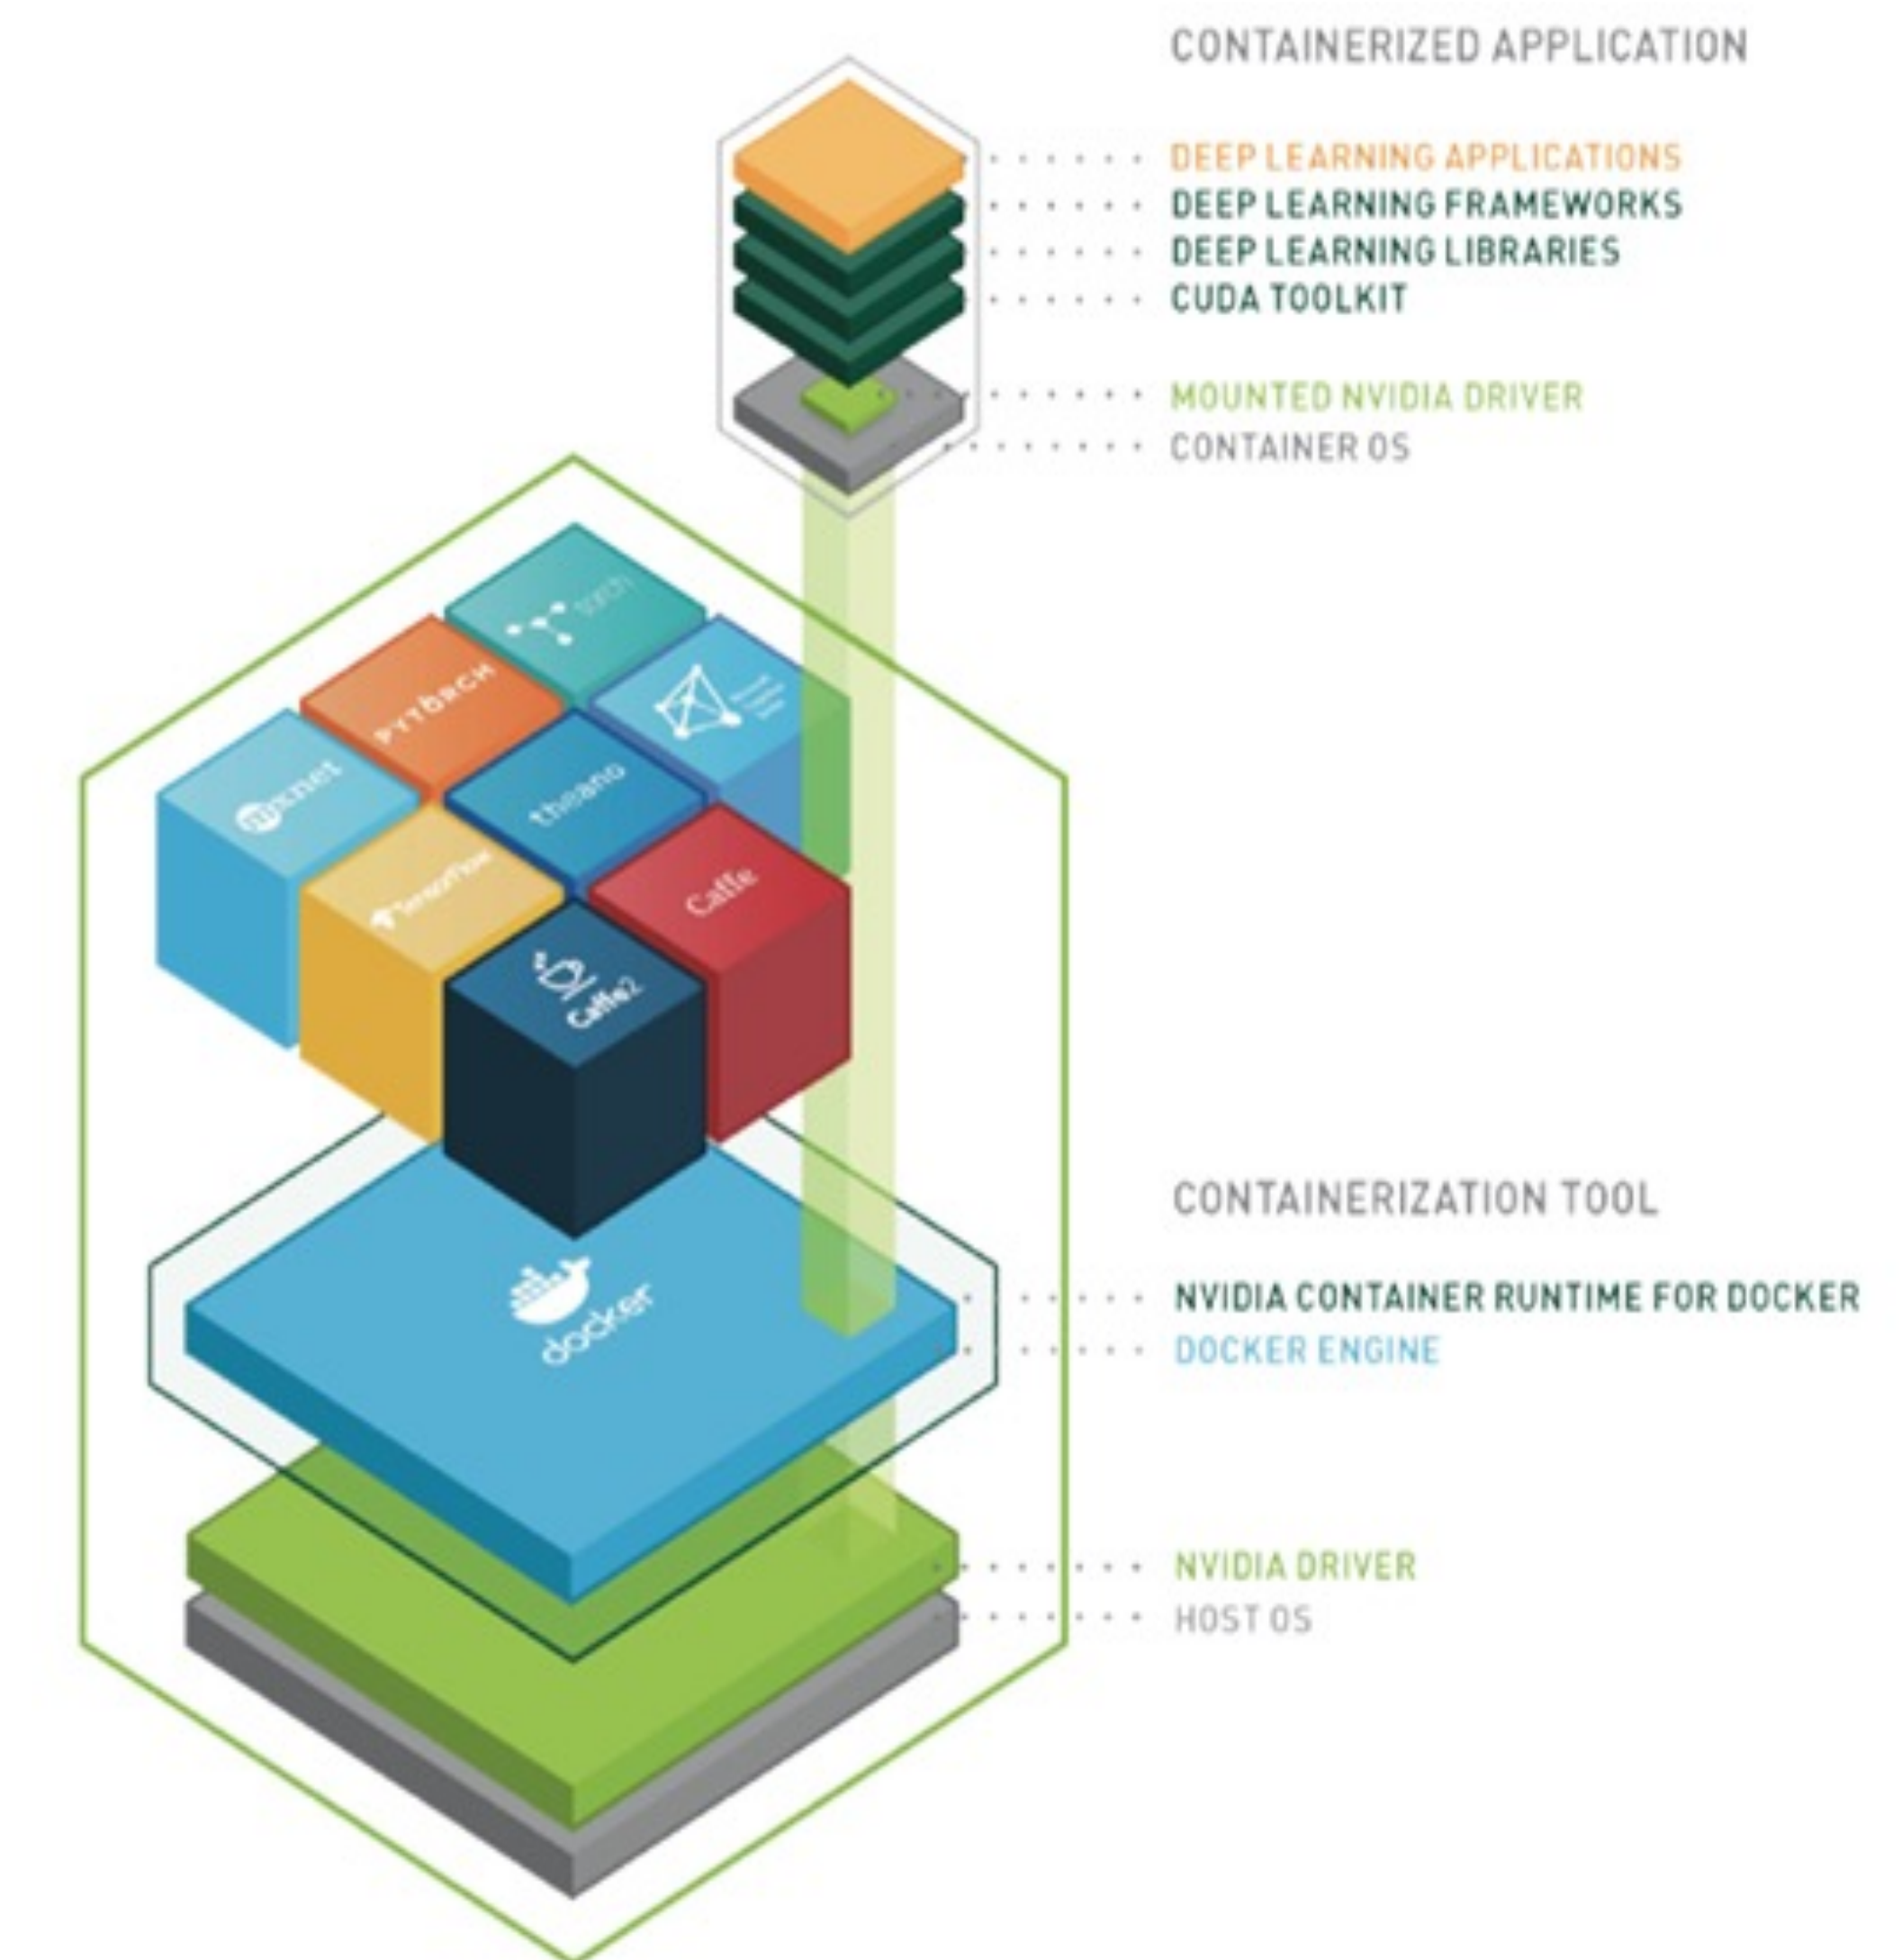 CONTAINERIZED APPLICATION
DEEP LEARNING APPLICATIONS
DEEP LEARNING FRAMEWORKS
DEEP LEARNING LIBRARIES
CUDA TOOLKIT
MOUNTED NVIDIA DRIVER
CONTAINER OS
torch
PYTORCH
mxnet
theano
TensorFlow
Caffe
Caffe2
docker
CONTAINERIZATION TOOL
NVIDIA CONTAINER RUNTIME FOR DOCKER
DOCKER ENGINE
NVIDIA DRIVER
HOST OS